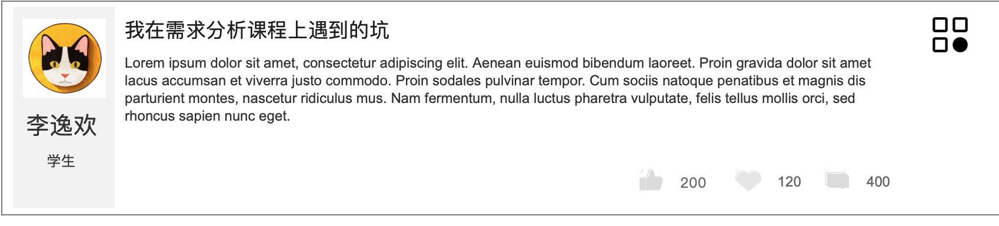 我在需求分析课程上遇到的坑
Lorem ipsum dolor sit amet, consectetur adipiscing elit. Aenean euismod bibendum laoreet. Proin gravida dolor sit amet
lacus accumsan et viverra justo commodo. Proin sodales pulvinar tempor. Cum sociis natoque penatibus et magnis dis
parturient montes, nascetur ridiculus mus. Nam fermentum, nulla luctus pharetra vulputate, felis tellus mollis orci, sed
rhoncus sapien nunc eget.
李逸欢
学生
200 120 400